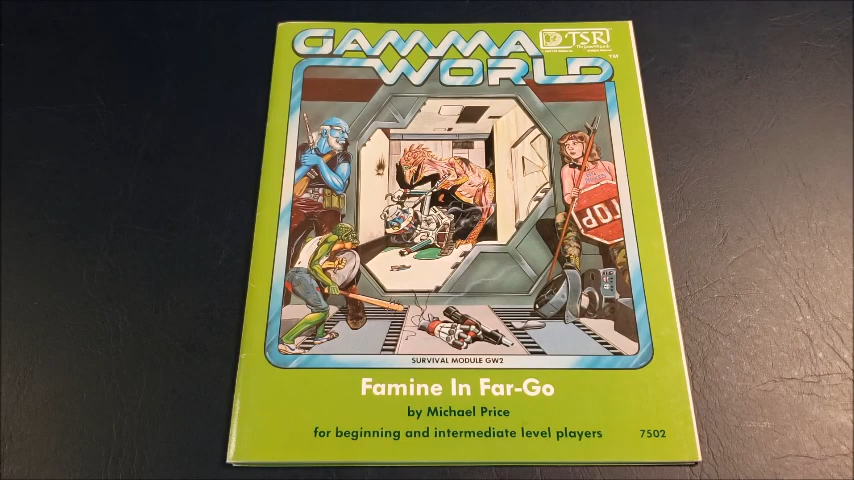 GAMMA
WORLD
TM
TSR
SURVIVAL MODULE GW2
Famine In Far-Go
by Michael Price
for beginning and intermediate level players
7502